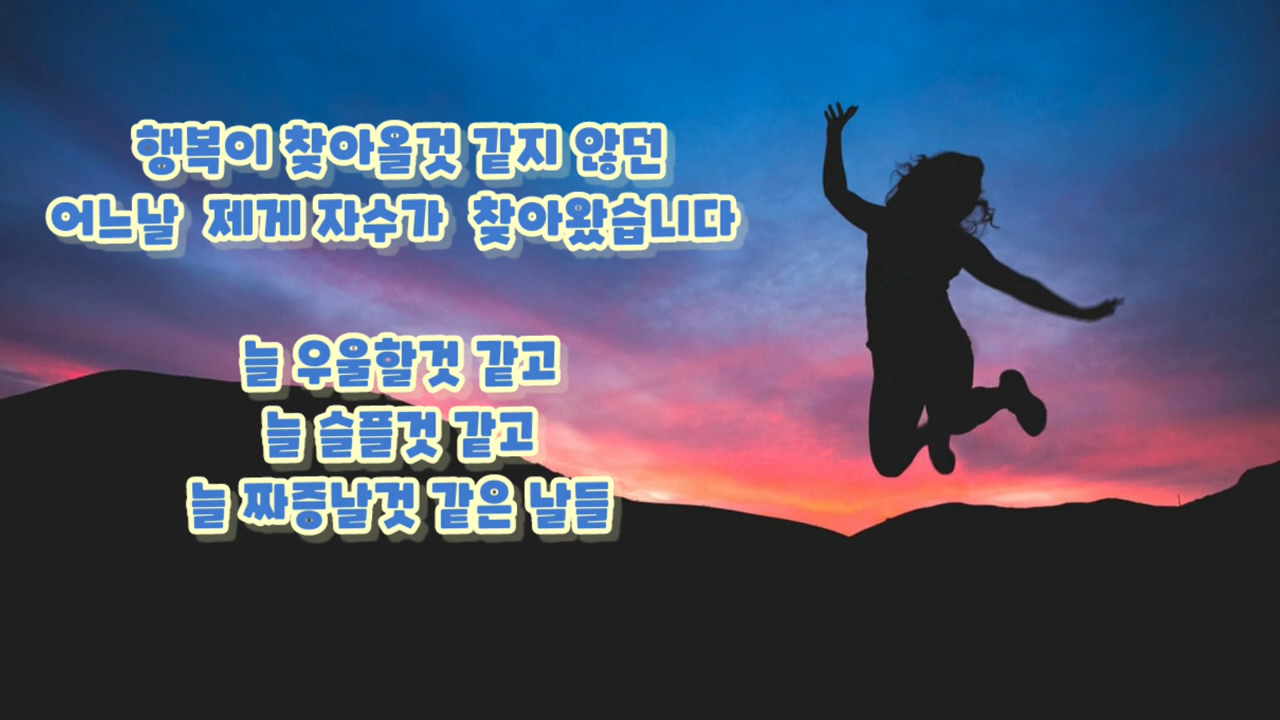 행복이 찾아올것 같지 않던
어느날 제게 자수가 찾아왔습니다
늘 우울할것 같고
늘 슬플것 같고
늘 짜증날것 같은 날들